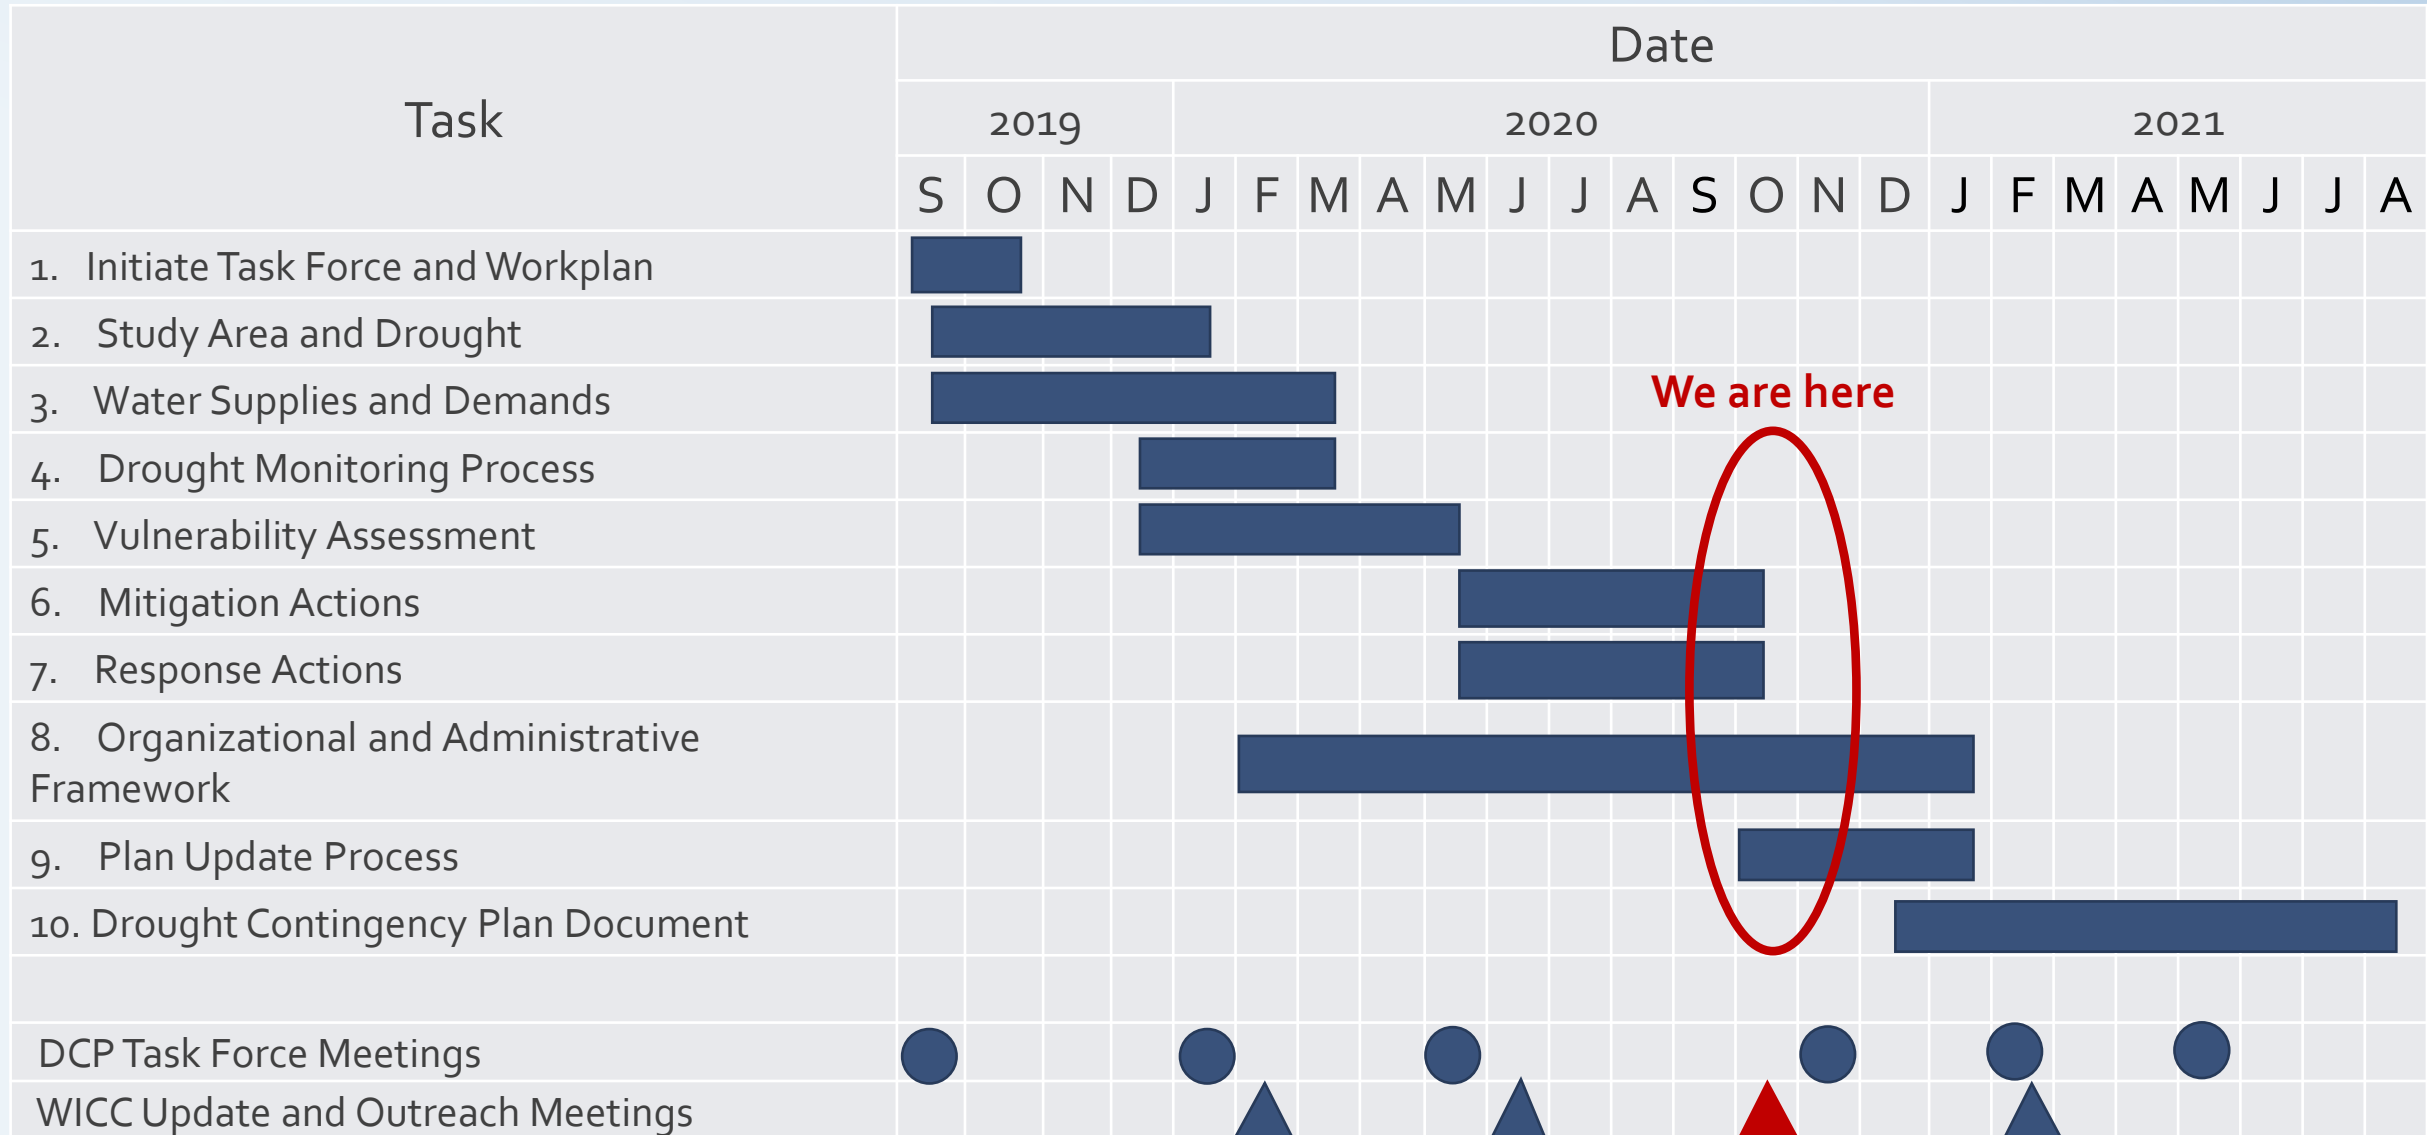 Task
Date
2019 2020 2021
S O N D J F M A M J J A S O N D J F M A M J J A
1. Initiate Task Force and Workplan
2. Study Area and Drought
3. Water Supplies and Demands
We are here
4. Drought Monitoring Process
5. Vulnerability Assessment
6. Mitigation Actions
7. Response Actions
8. Organizational and Administrative
Framework
9. Plan Update Process
10. Drought Contingency Plan Document
DCP Task Force Meetings
WICC Update and Outreach Meetings